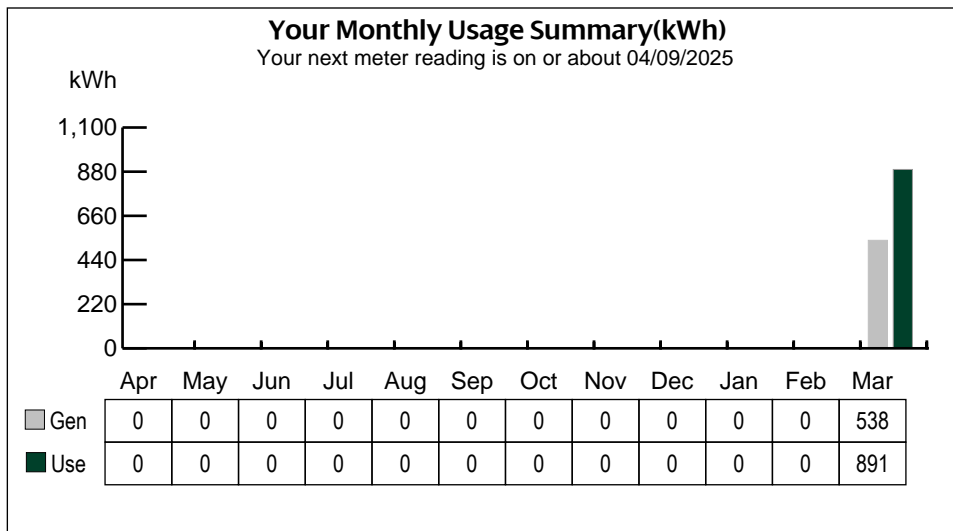 Your Monthly Usage Summary(kWh)
Your next meter reading is on or about 04/09/2025
kWh
1,100
880
660
440
220
0
Apr May Jun Jul Aug Sep Oct Nov Dec Jan Feb Mar
Gen 0 0 0 0 0 0 0 0 0 0 0 538
Use 0 0 0 0 0 0 0 0 0 0 0 891